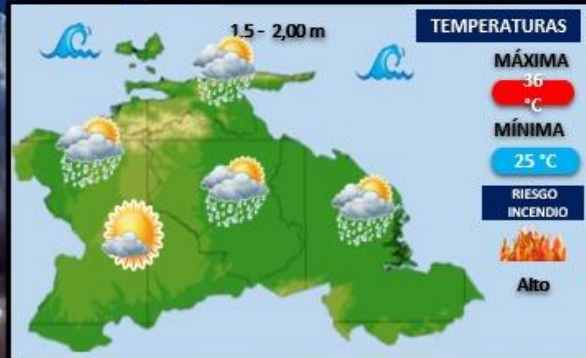 1.5 - 2,00 m
TEMPERATURAS
MÁXIMA
36
°C
MÍNIMA
25 °C
RIESGO
INCENDIO
Alto